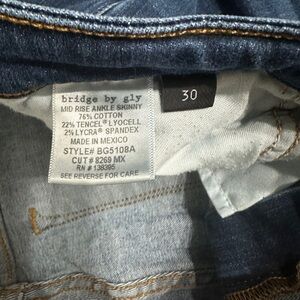 bridge by gly
MID RISE ANKLE SKINNY
76% COTTON
22% TENCEL® LYOCELL
2% LYCRA® SPANDEX
MADE IN MEXICO
STYLE# BG5108A
CUT # 8269 MX
RN # 138395
SEE REVERSE FOR CARE
30